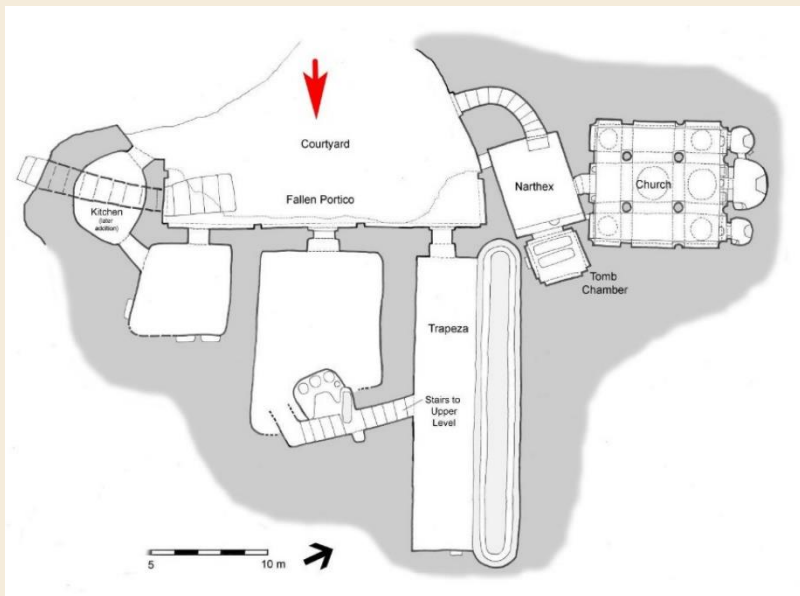 Courtyard
Fallen Portico
Kitchen
(later
addition)
Narthex
Church
Tomb
Chamber
Trapeza
Stairs to
Upper
Level
5
10 m